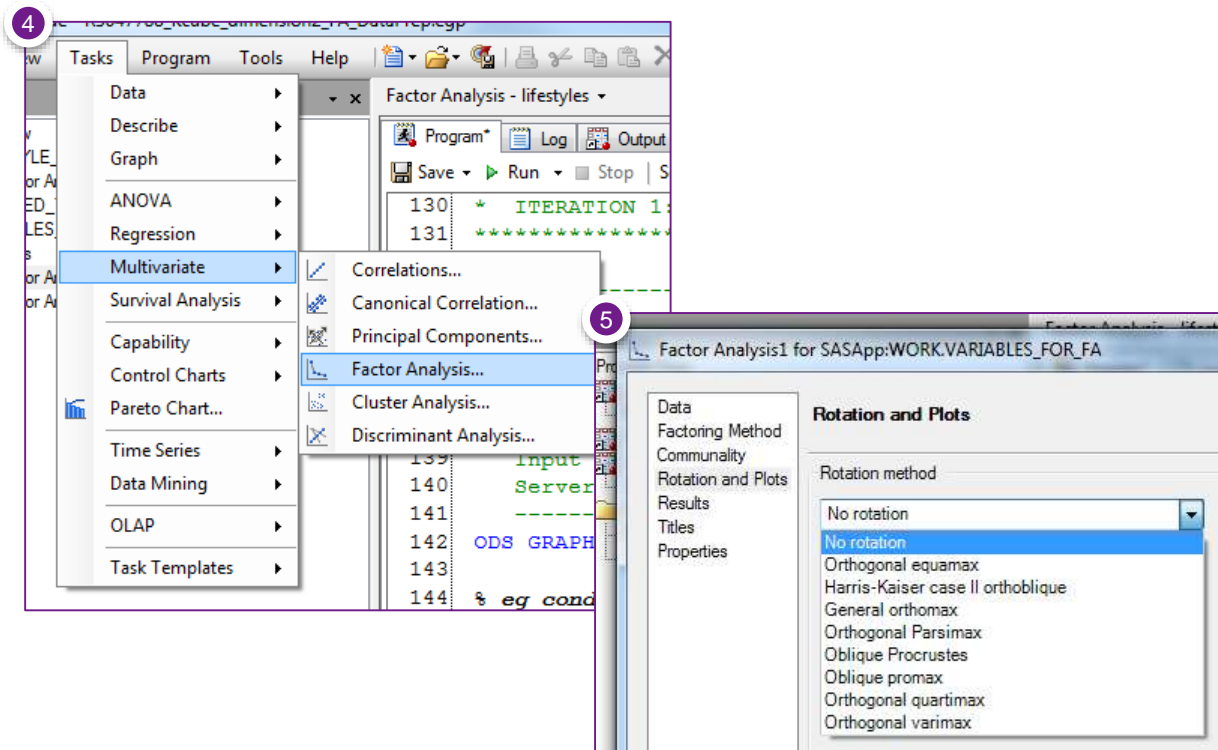 4
Tasks Program Tools Help
Data
Describe
Graph
ANOVA
Regression
Multivariate
Survival Analysis
Capability
Control Charts
Pareto Chart...
Time Series
Data Mining
OLAP
Task Templates
Correlations...
Canonical Correlation...
Principal Components...
Factor Analysis...
Cluster Analysis...
Discriminant Analysis...
Factor Analysis - lifestyles
Program* Log Output
Save Run Stop
130 * ITERATION 1:
131 ***************
139 Input
140 Server
141 ------
142 ODS GRAPH
143
144 % eg cond
5
Factor Analysis1 for SASApp:WORK.VARIABLES_FOR_FA
Data
Factoring Method
Communality
Rotation and Plots
Results
Titles
Properties
Rotation and Plots
Rotation method
No rotation
No rotation
Orthogonal equamax
Harris-Kaiser case II orthoblique
General orthomax
Orthogonal Parsimax
Oblique Procrustes
Oblique promax
Orthogonal quartimax
Orthogonal varimax